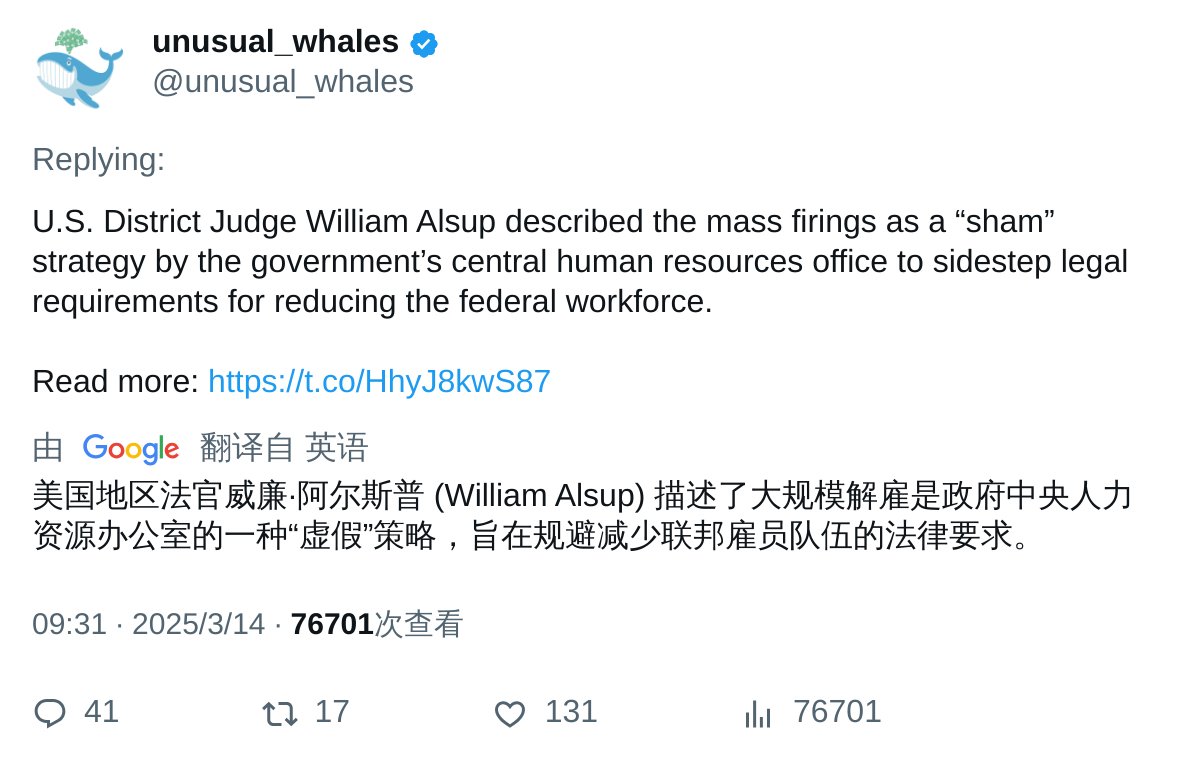 unusual_whales
@unusual_whales
Replying:
U.S. District Judge William Alsup described the mass firings as a “sham”
strategy by the government’s central human resources office to sidestep legal
requirements for reducing the federal workforce.
Read more: https://t.co/HhyJ8kwS87
由 Google 翻译自 英语
美国地区法官威廉·阿尔斯普 (William Alsup) 描述了大规模解雇是政府中央人力
资源办公室的一种“虚假”策略，旨在规避减少联邦雇员队伍的法律要求。
09:31 · 2025/3/14 · 76701次查看
41 17 131 76701